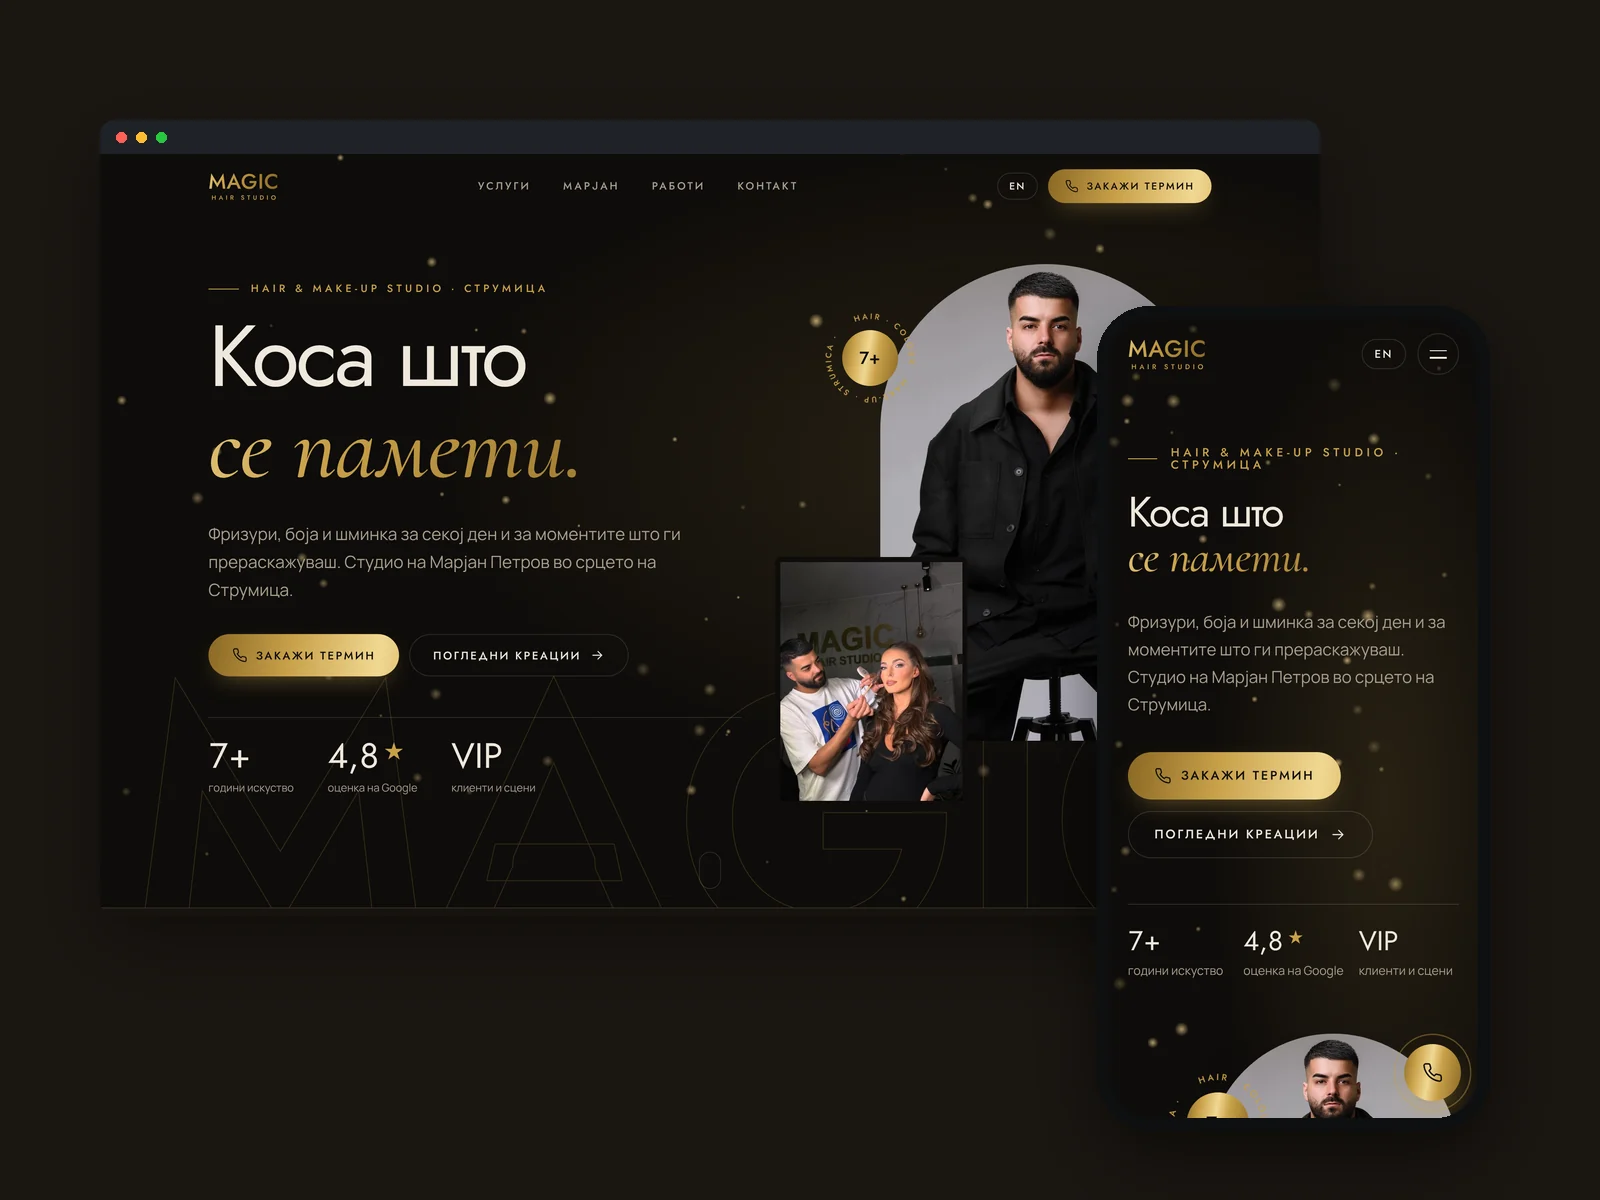 MAGIC
HAIR STUDIO
УСЛУГИ МАРЈАН РАБОТИ КОНТАКТ
EN
ЗАКАЖИ ТЕРМИН
HAIR & MAKE-UP STUDIO · СТРУМИЦА
Коса што
се памети.
Фризури, боја и шминка за секој ден и за моментите што ги
прераскажуваш. Студио на Марјан Петров во срцето на
Струмица.
ЗАКАЖИ ТЕРМИН
ПОГЛЕДНИ КРЕАЦИИ →
7+
години искуство
4,8 ★
оценка на Google
VIP
клиенти и сцени
HAIR ·
· STRUMICA ·
7+
MAGIC
HAIR STUDIO
MAGIC
MAGIC
HAIR STUDIO
EN
HAIR & MAKE-UP STUDIO ·
СТРУМИЦА
Коса што
се памети.
Фризури, боја и шминка за секој ден и за
моментите што ги прераскажуваш.
Студио на Марјан Петров во срцето на
Струмица.
ЗАКАЖИ ТЕРМИН
ПОГЛЕДНИ КРЕАЦИИ →
7+
години искуство
4,8 ★
оценка на Google
VIP
клиенти и сцени
HAIR